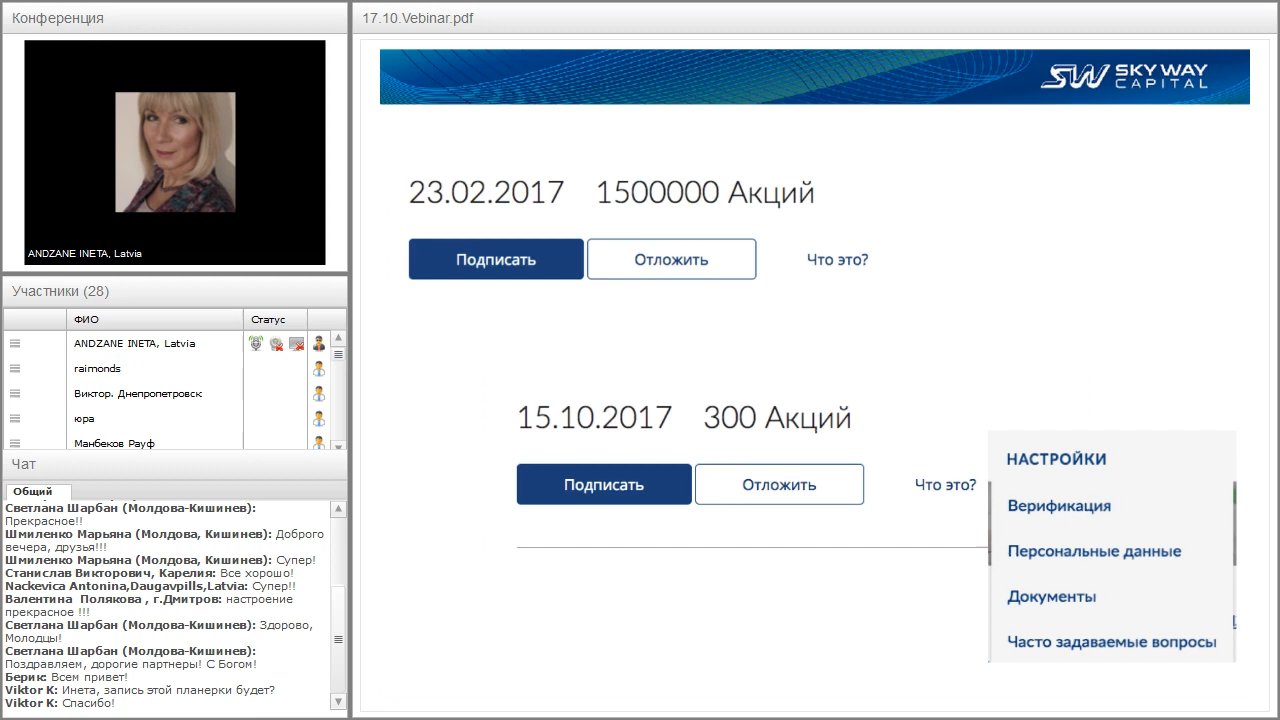 Конференция
ANDZANE INETA, Latvia
Участники (28)
ФИО
Статус
ANDZANE INETA, Latvia
raimonds
Виктор. Днепропетровск
юра
Манбеков Рауф
Чат
Общий
Светлана Шарбан (Молдова-Кишинев):
Прекрасное!!
Шмиленко Марьяна (Молдова, Кишинев): Доброго
вечера, друзья!!!
Шмиленко Марьяна (Молдова, Кишинев): Супер!
Станислав Викторович, Карелия: Все хорошо!
Nackevica Antonina,Daugavpills,Latvia: Супер!!
Валентина Полякова , г.Дмитров: настроение
прекрасное !!!
Светлана Шарбан (Молдова-Кишинев): Здорово,
Молодцы!
Светлана Шарбан (Молдова-Кишинев):
Поздравляем, дорогие партнеры! С Богом!
Берик: Всем привет!
Viktor K: Инета, запись этой планерки будет?
Viktor K: Спасибо!
17.10.Vebinar.pdf
SW SKY WAY
CAPITAL
23.02.2017 1500000 Акций
Подписать Отложить Что это?
15.10.2017 300 Акций
Подписать Отложить Что это?
НАСТРОЙКИ
Верификация
Персональные данные
Документы
Часто задаваемые вопросы